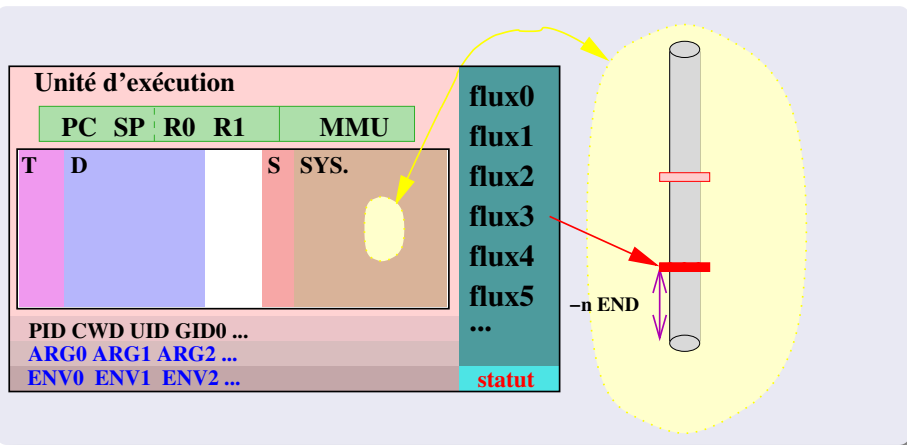 Unité d'exécution
PC SP R0 R1 MMU
T D S SYS.
flux0
flux1
flux2
flux3
flux4
flux5
...
−n END
PID CWD UID GID0 ...
ARG0 ARG1 ARG2 ...
ENV0 ENV1 ENV2 ...
statut